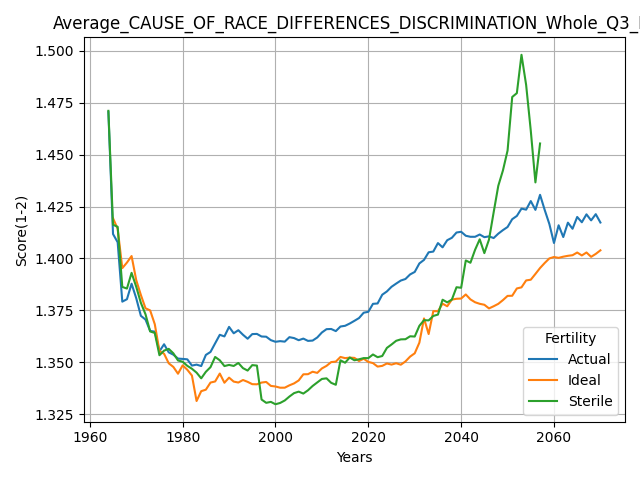 Average_CAUSE_OF_RACE_DIFFERENCES_DISCRIMINATION_Whole_Q3_
1.500
1.475
1.450
1.425
1.400
1.375
1.350
1.325
Score(1-2)
1960
1980
2000
2020
2040
2060
Years
Fertility
Actual
Ideal
Sterile